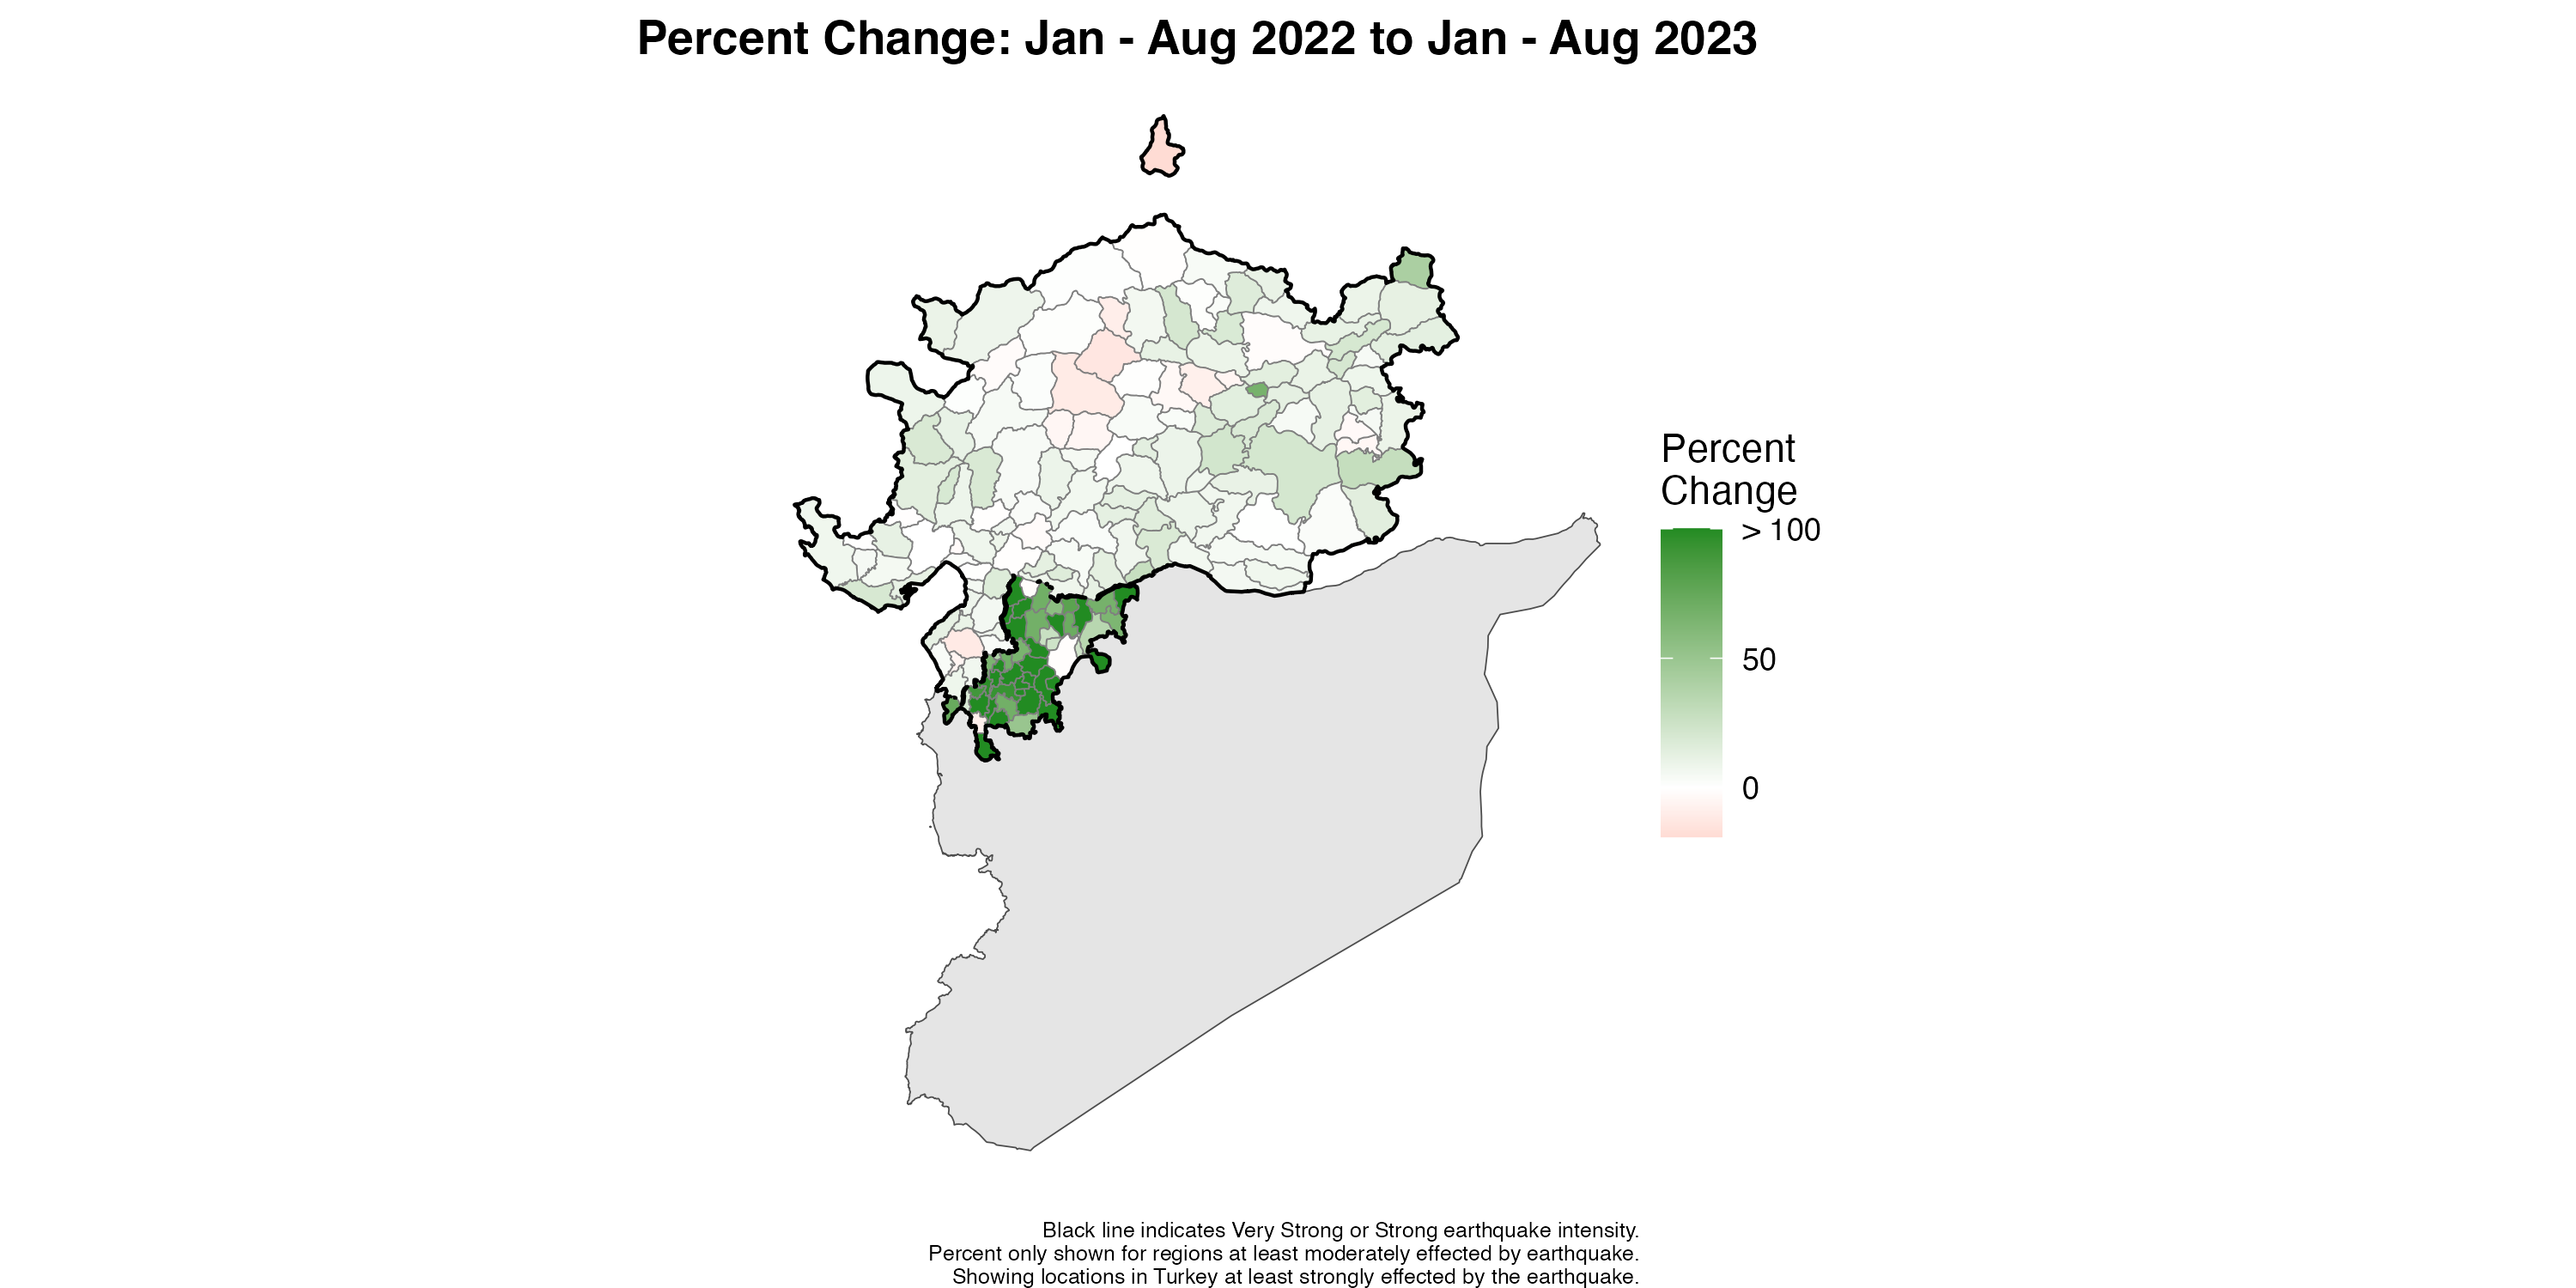 Percent Change: Jan - Aug 2022 to Jan - Aug 2023
Percent
Change
> 100
50
0
Black line indicates Very Strong or Strong earthquake intensity.
Percent only shown for regions at least moderately effected by earthquake.
Showing locations in Turkey at least strongly effected by the earthquake.